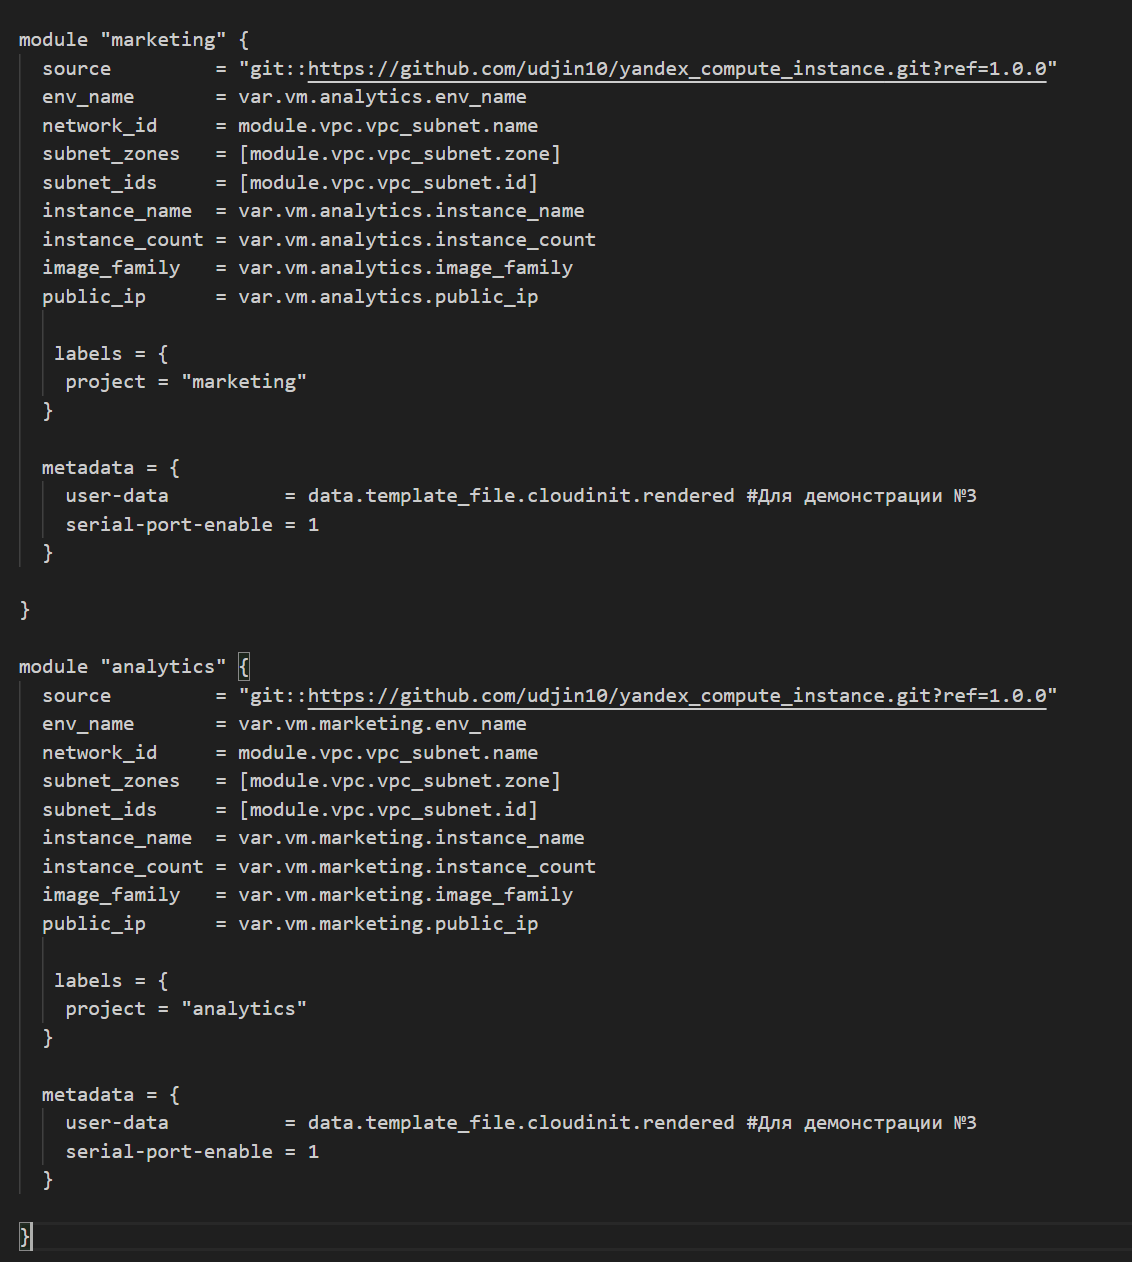 module "marketing" {
  source         = "git::https://github.com/udjin10/yandex_compute_instance.git?ref=1.0.0"
  env_name       = var.vm.analytics.env_name
  network_id     = module.vpc.vpc_subnet.name
  subnet_zones   = [module.vpc.vpc_subnet.zone]
  subnet_ids     = [module.vpc.vpc_subnet.id]
  instance_name  = var.vm.analytics.instance_name
  instance_count = var.vm.analytics.instance_count
  image_family   = var.vm.analytics.image_family
  public_ip      = var.vm.analytics.public_ip

   labels = {
    project = "marketing"
  }

  metadata = {
    user-data          = data.template_file.cloudinit.rendered #Для демонстрации №3
    serial-port-enable = 1
  }

}

module "analytics" {
  source         = "git::https://github.com/udjin10/yandex_compute_instance.git?ref=1.0.0"
  env_name       = var.vm.marketing.env_name
  network_id     = module.vpc.vpc_subnet.name
  subnet_zones   = [module.vpc.vpc_subnet.zone]
  subnet_ids     = [module.vpc.vpc_subnet.id]
  instance_name  = var.vm.marketing.instance_name
  instance_count = var.vm.marketing.instance_count
  image_family   = var.vm.marketing.image_family
  public_ip      = var.vm.marketing.public_ip

   labels = {
    project = "analytics"
  }

  metadata = {
    user-data          = data.template_file.cloudinit.rendered #Для демонстрации №3
    serial-port-enable = 1
  }

}